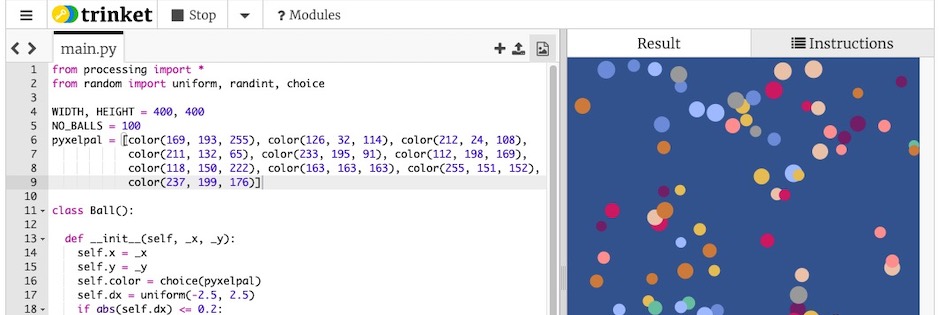 trinket Stop ? Modules
main.py
Result Instructions
1 from processing import *
2 from random import uniform, randint, choice
3
4 WIDTH, HEIGHT = 400, 400
5 NO_BALLS = 100
6 pyxelpal = [color(169, 193, 255), color(126, 32, 114), color(212, 24, 108),
7 color(211, 132, 65), color(233, 195, 91), color(112, 198, 169),
8 color(118, 150, 222), color(163, 163, 163), color(255, 151, 152),
9 color(237, 199, 176)]
10
11 class Ball():
12
13 def __init__(self, _x, _y):
14 self.x = _x
15 self.y = _y
16 self.color = choice(pyxelpal)
17 self.dx = uniform(-2.5, 2.5)
18 if abs(self.dx) <= 0.2: